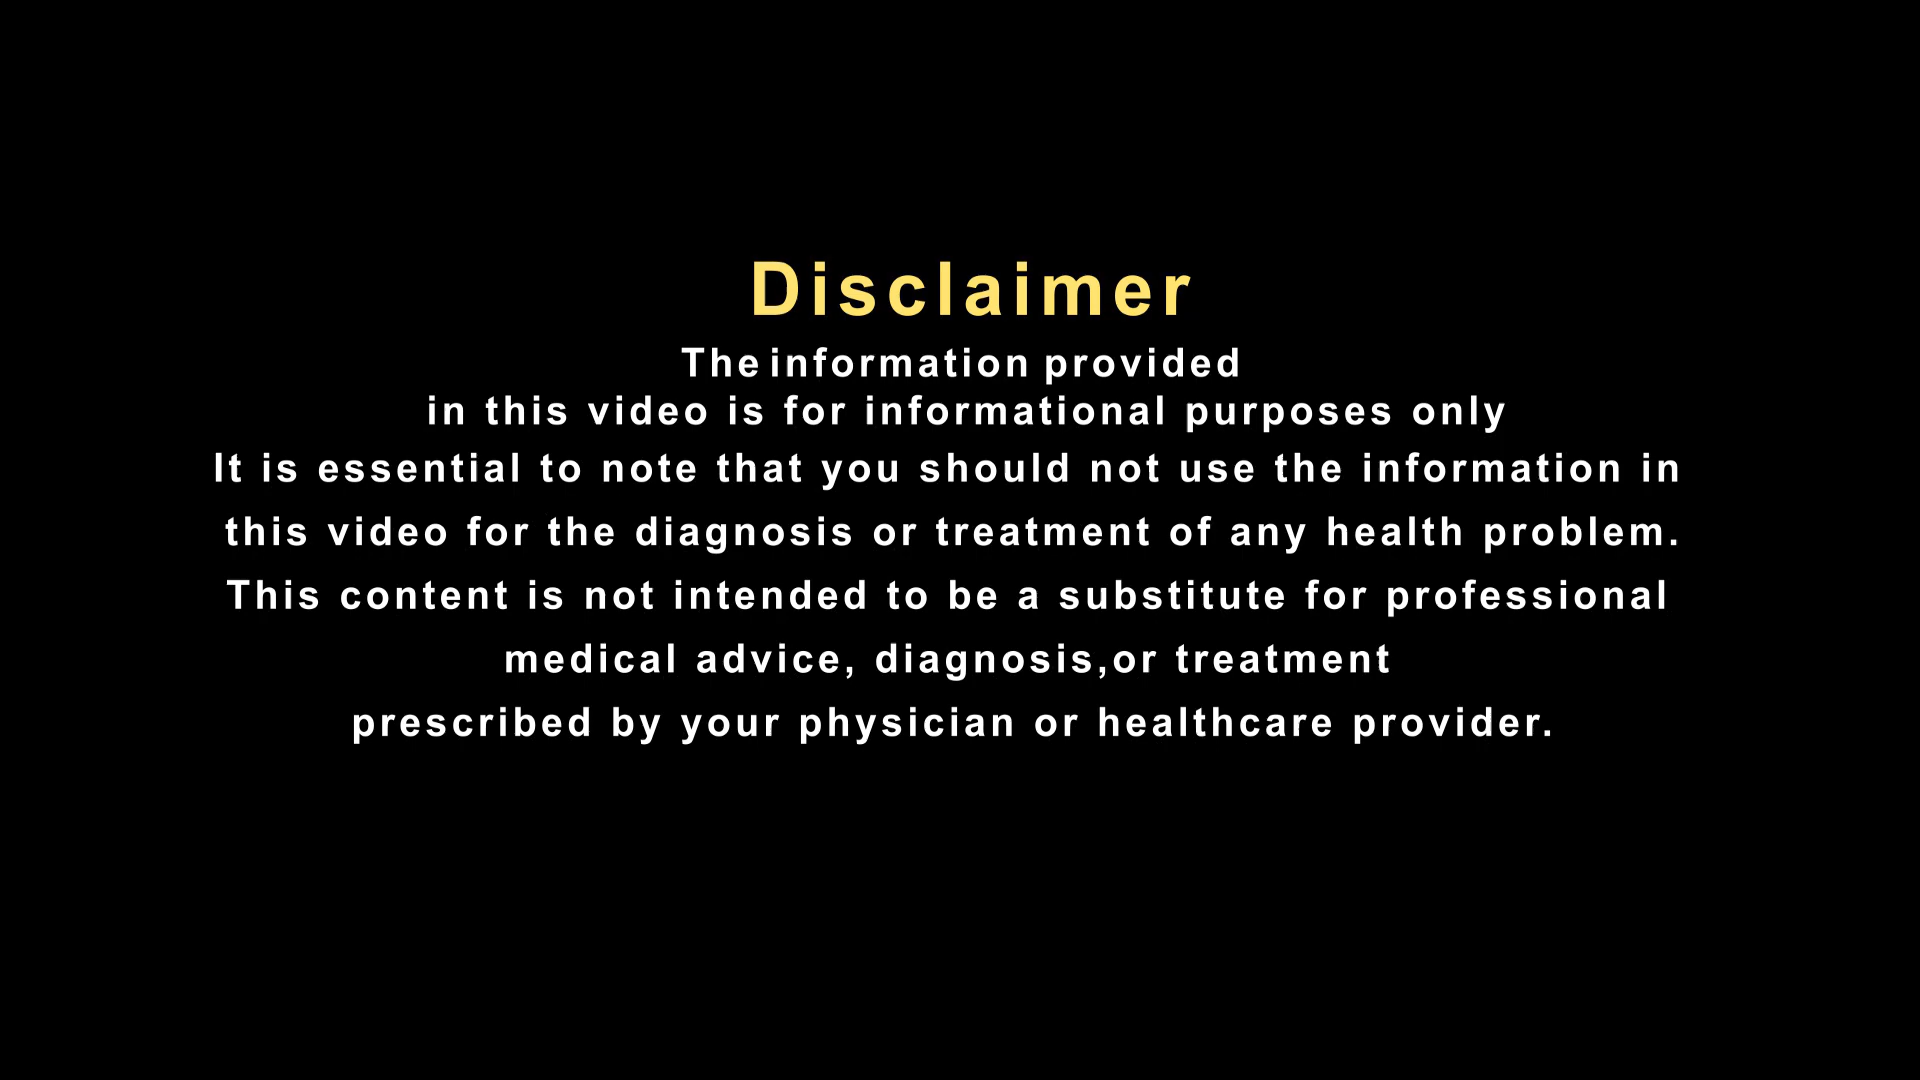 Disclaimer
The information provided
in this video is for informational purposes only
It is essential to note that you should not use the information in
this video for the diagnosis or treatment of any health problem.
This content is not intended to be a substitute for professional
medical advice, diagnosis,or treatment
prescribed by your physician or healthcare provider.